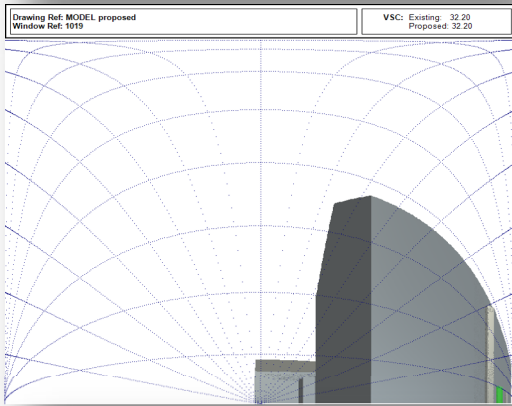 Drawing Ref: MODEL proposed
Window Ref: 1019
VSC: Existing: 32.20
Proposed: 32.20